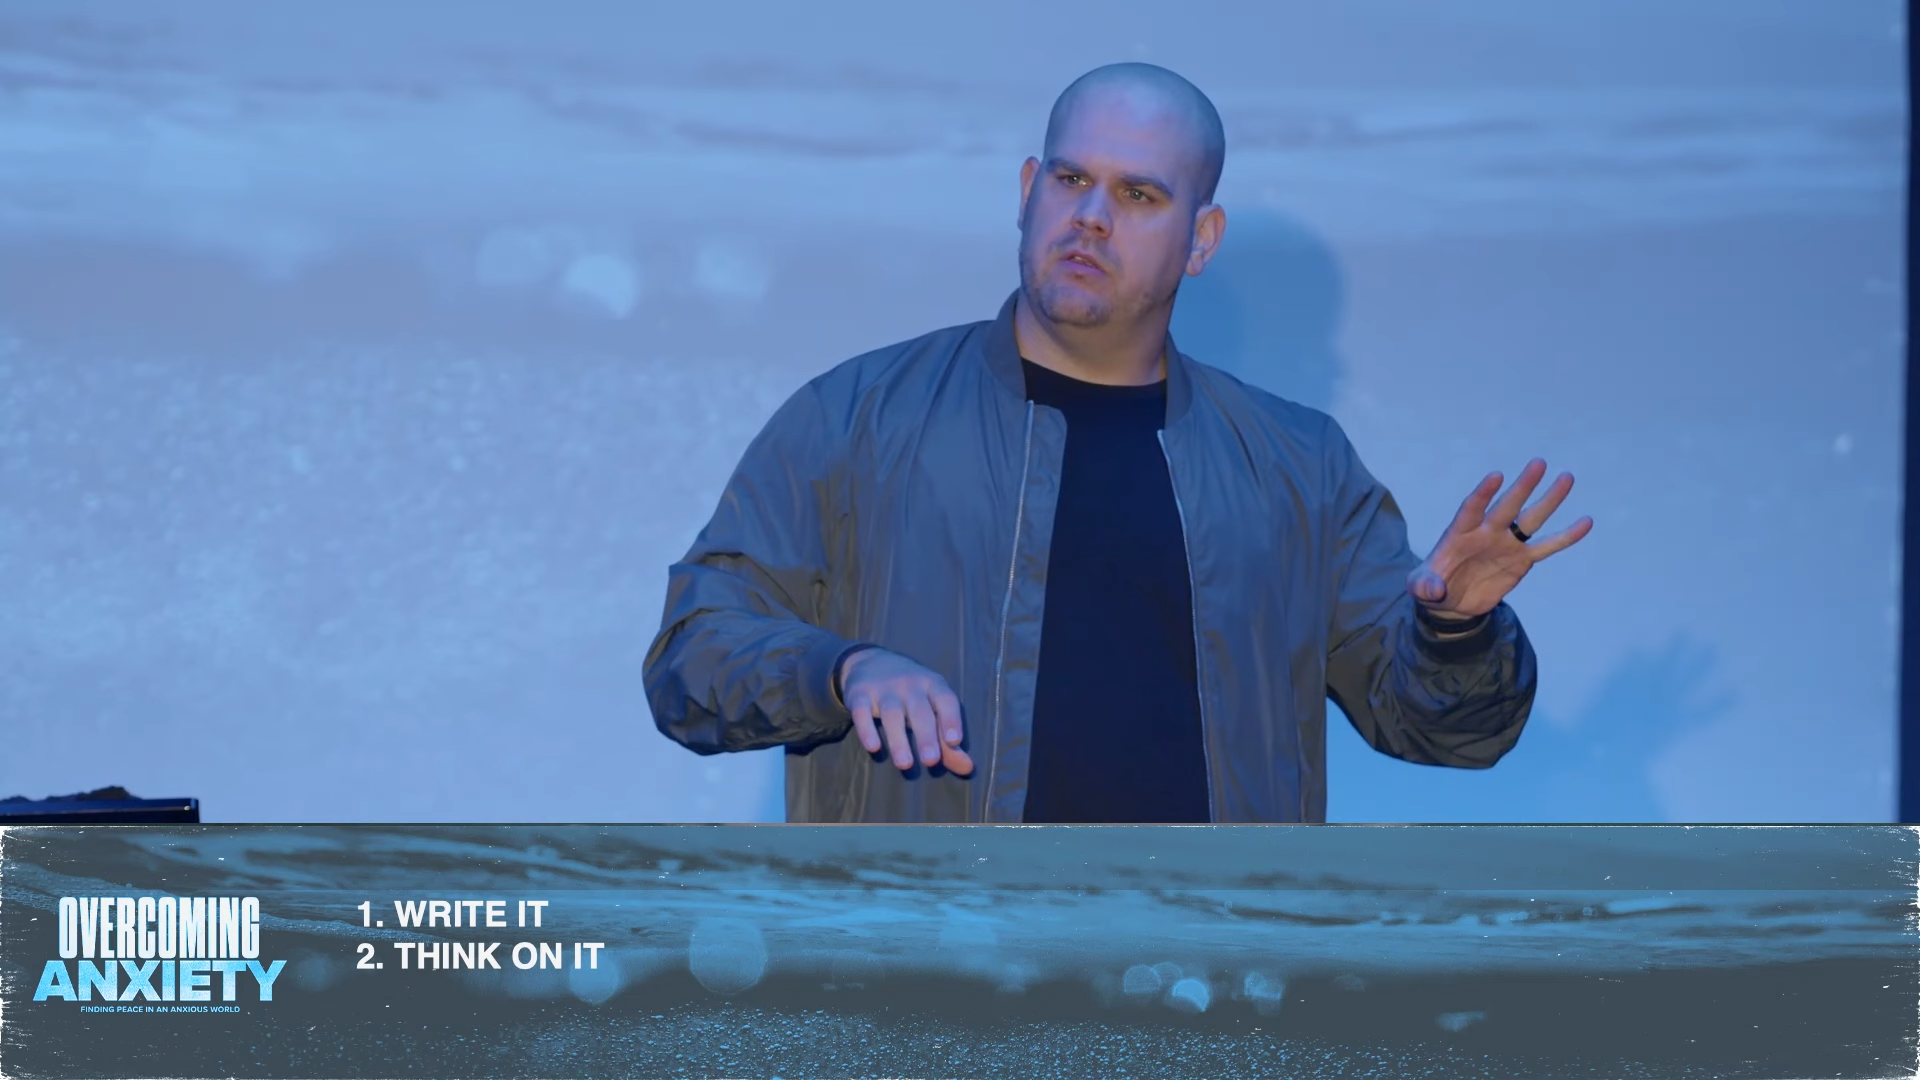 OVERCOMING
ANXIETY
FINDING PEACE IN AN ANXIOUS WORLD
1. WRITE IT
2. THINK ON IT